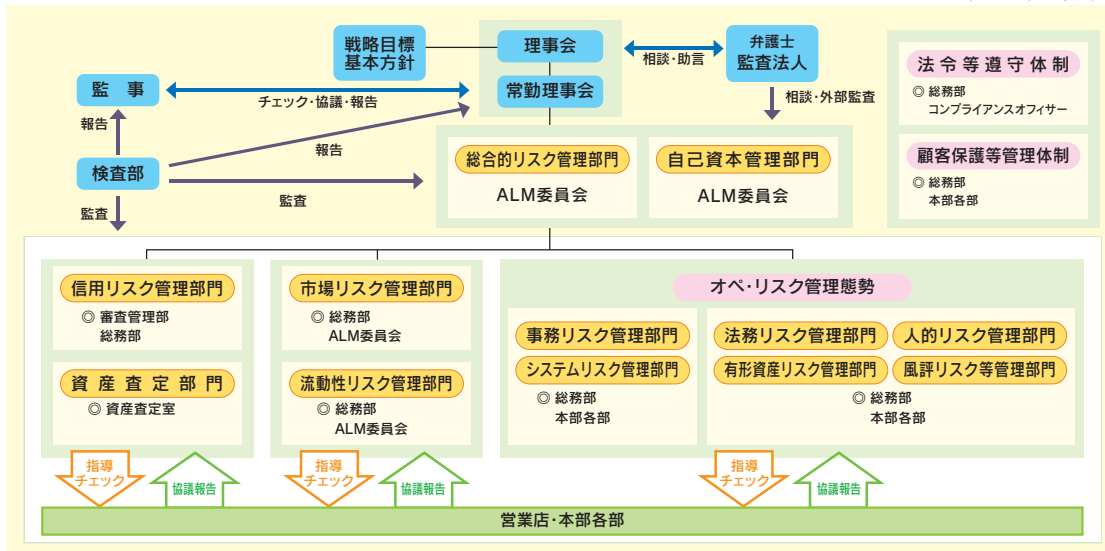 戦略目標
基本方針
理事会
常勤理事会
弁護士
監査法人
相談・助言
監事
チェック・協議・報告
相談・外部監査
報告
報告
検査部
監査
監査
総合的リスク管理部門
ALM委員会
自己資本管理部門
ALM委員会
法令等遵守体制
◎ 総務部
コンプライアンスオフィサー
顧客保護等管理体制
◎ 総務部
本部各部
信用リスク管理部門
◎ 審査管理部
総務部
資産査定部門
◎ 資産査定室
市場リスク管理部門
◎ 総務部
ALM委員会
流動性リスク管理部門
◎ 総務部
ALM委員会
オペ・リスク管理態勢
事務リスク管理部門
システムリスク管理部門
◎ 総務部
本部各部
法務リスク管理部門
人的リスク管理部門
有形資産リスク管理部門
風評リスク等管理部門
◎ 総務部
本部各部
指導
チェック
協議報告
指導
チェック
協議報告
指導
チェック
協議報告
営業店・本部各部